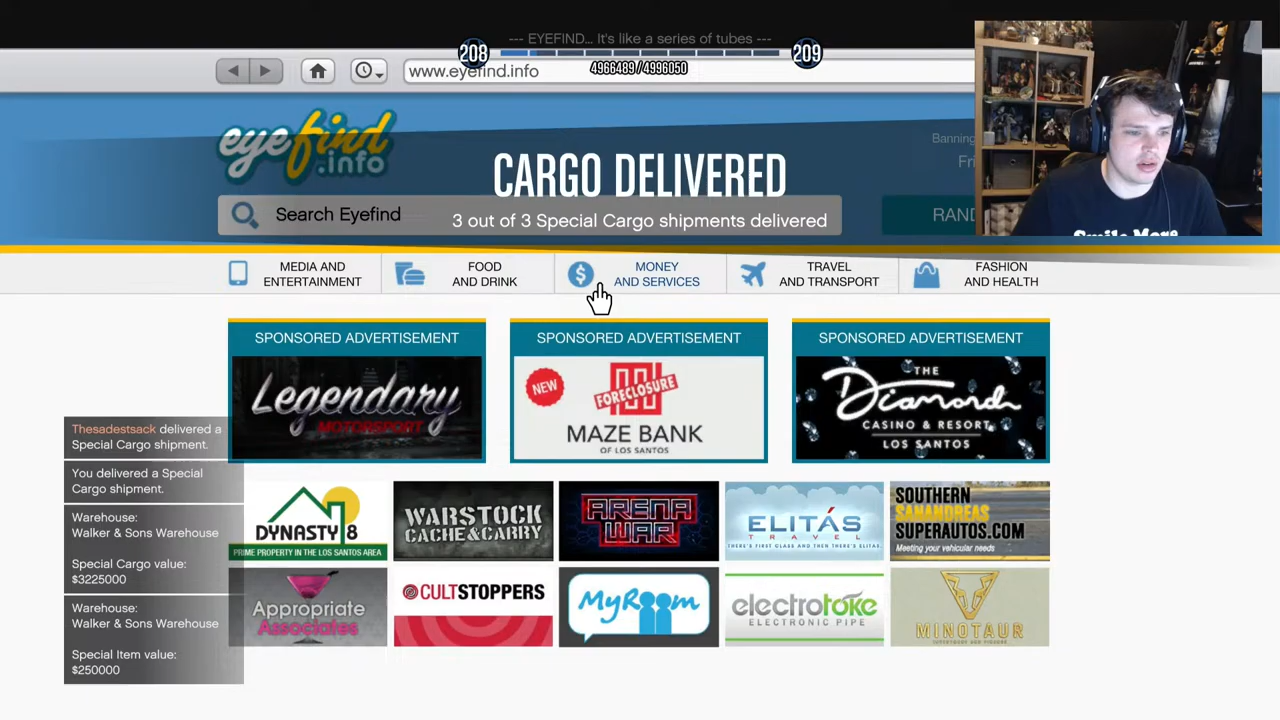 --- EYEFIND... It's like a series of tubes ---
208
209
4966489 / 4996050
www.eyefind.info
eyefind
.info
Banning
Fri
CARGO DELIVERED
Search Eyefind
3 out of 3 Special Cargo shipments delivered
RAND
Smile More
MEDIA AND
ENTERTAINMENT
FOOD
AND DRINK
MONEY
AND SERVICES
TRAVEL
AND TRANSPORT
FASHION
AND HEALTH
SPONSORED ADVERTISEMENT
Legendary
MOTORSPORT
SPONSORED ADVERTISEMENT
NEW
FORECLOSURE
MAZE BANK
OF LOS SANTOS
SPONSORED ADVERTISEMENT
THE
Diamond
CASINO & RESORT
LOS SANTOS
Thesadestsack delivered a
Special Cargo shipment.
You delivered a Special
Cargo shipment.
Warehouse:
Walker & Sons Warehouse
Special Cargo value:
$3225000
Warehouse:
Walker & Sons Warehouse
Special Item value:
$250000
DYNASTY 8
PRIME PROPERTY IN THE LOS SANTOS AREA
WARSTOCK
CACHE & CARRY
ARENA
WAR
ELITÁS
TRAVEL
THERE'S FIRST CLASS AND THEN THERE'S ELITAS.
SOUTHERN
SAN ANDREAS
SUPERAUTOS.COM
Meeting your vehicular needs
Appropriate
Associates
CULTSTOPPERS
MyRoom
electrotoke
ELECTRONIC PIPE
MINOTAUR